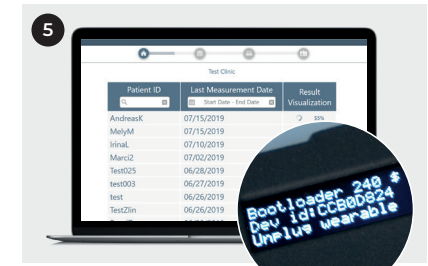 5
Test Clinic
Patient ID Last Measurement Date Result Visualization
Start Date - End Date
AndreasK 07/15/2019 35%
MelyM 07/15/2019
IrinaL 07/10/2019
Marci2 07/02/2019
Test025 06/28/2019
test003 06/27/2019
test 06/26/2019
TestZlin 06/26/2019
Bootloader 240 $
Dev id:CCB0D824
Unplus wearable